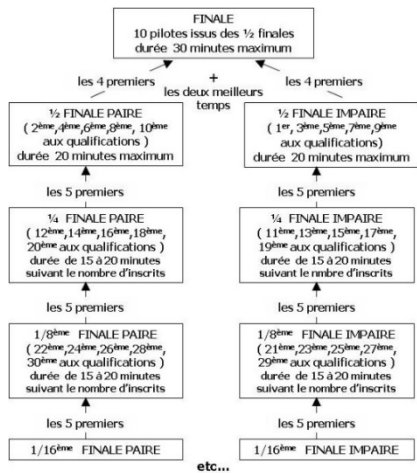 FINALE
10 pilotes issus des ½ finales
durée 30 minutes maximum
les 4 premiers
+
les deux meilleurs
temps
les 4 premiers
½ FINALE PAIRE
( 2ème,4ème,6ème,8ème, 10ème
aux qualifications )
durée 20 minutes maximum
½ FINALE IMPAIRE
( 1er, 3ème,5ème,7ème,9ème
aux qualifications)
durée 20 minutes maximum
les 5 premiers
les 5 premiers
¼ FINALE PAIRE
( 12ème,14ème,16ème,18ème,
20ème aux qualifications )
durée de 15 à 20 minutes
suivant le nombre d'inscrits
¼ FINALE IMPAIRE
( 11ème,13ème,15ème,17ème,
19ème aux qualifications )
durée de 15 à 20 minutes
suivant le nmbre d'inscrits
les 5 premiers
les 5 premiers
1/8ème FINALE PAIRE
(22ème,24ème,26ème,28ème,
30ème aux qualifications )
durée de 15 à 20 minutes
suivant le nombre d'inscrits
1/8ème FINALE IMPAIRE
(21ème,23ème,25ème,27ème,
29ème aux qualifications )
durée de 15 à 20 minutes
suivant le nombre d'inscrits
les 5 premiers
les 5 premiers
1/16ème FINALE PAIRE
1/16ème FINALE IMPAIRE
etc...